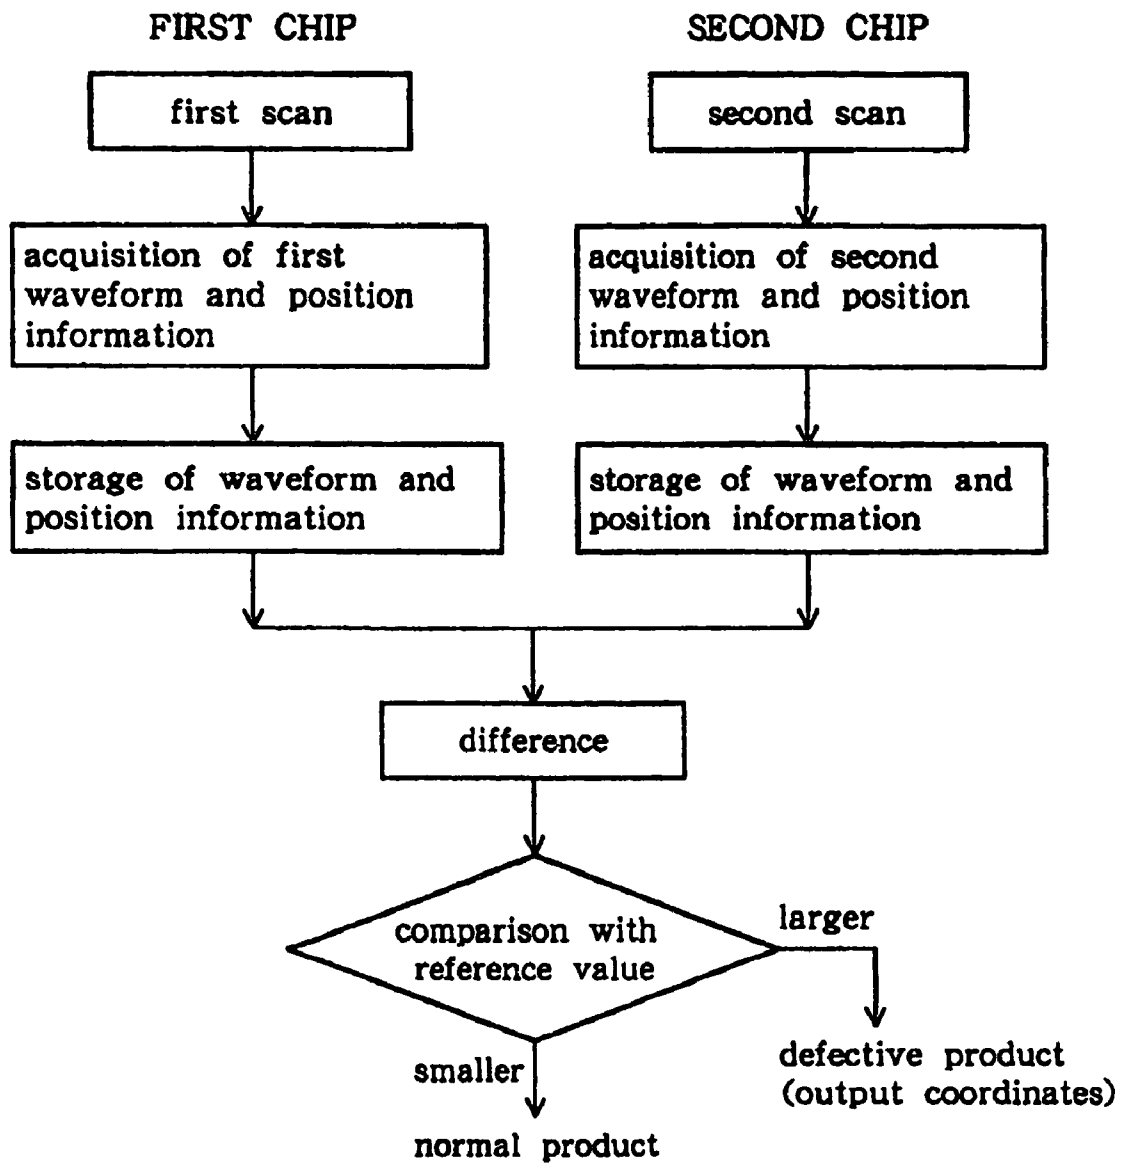 FIRST CHIP
SECOND CHIP
first scan
second scan
acquisition of first
waveform and position
information
acquisition of second
waveform and position
information
storage of waveform and
position information
storage of waveform and
position information
difference
comparison with
reference value
larger
smaller
defective product
(output coordinates)
normal product